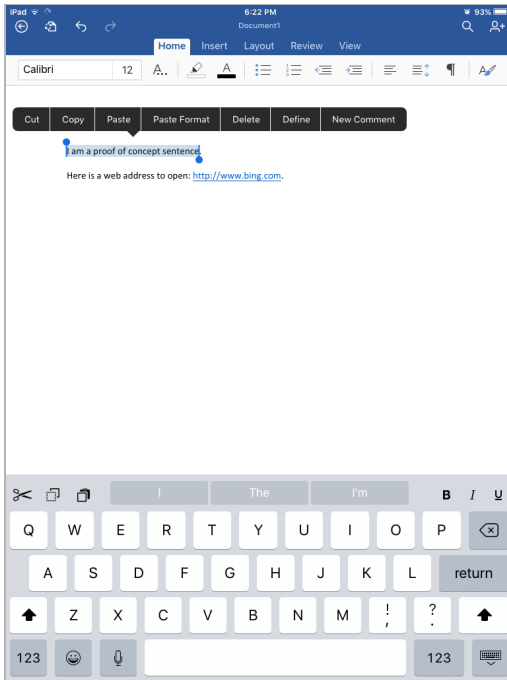 iPad 6:22 PM 93%
Document1
Home Insert Layout Review View
Calibri 12 A.. A
Cut Copy Paste Paste Format Delete Define New Comment
I am a proof of concept sentence.
Here is a web address to open: http://www.bing.com.
I The I'm B I U
Q W E R T Y U I O P
A S D F G H J K L return
Z X C V B N M ! , ? .
123 123